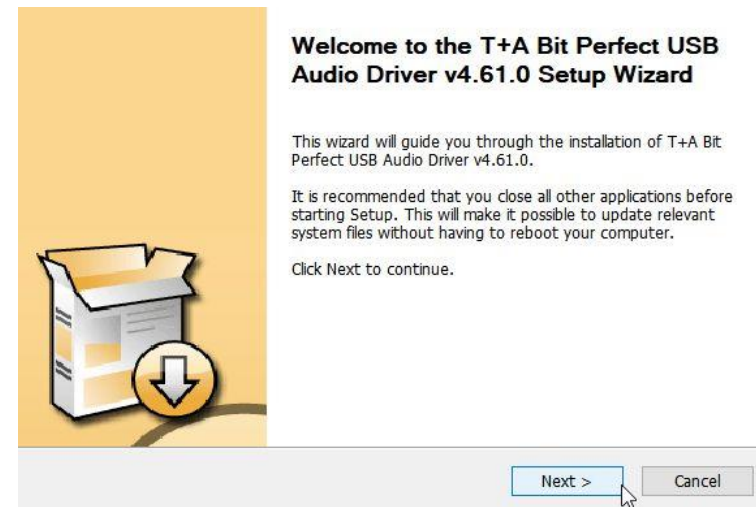 Welcome to the T+A Bit Perfect USB
Audio Driver v4.61.0 Setup Wizard
This wizard will guide you through the installation of T+A Bit
Perfect USB Audio Driver v4.61.0.
It is recommended that you close all other applications before
starting Setup. This will make it possible to update relevant
system files without having to reboot your computer.
Click Next to continue.
Next >
Cancel